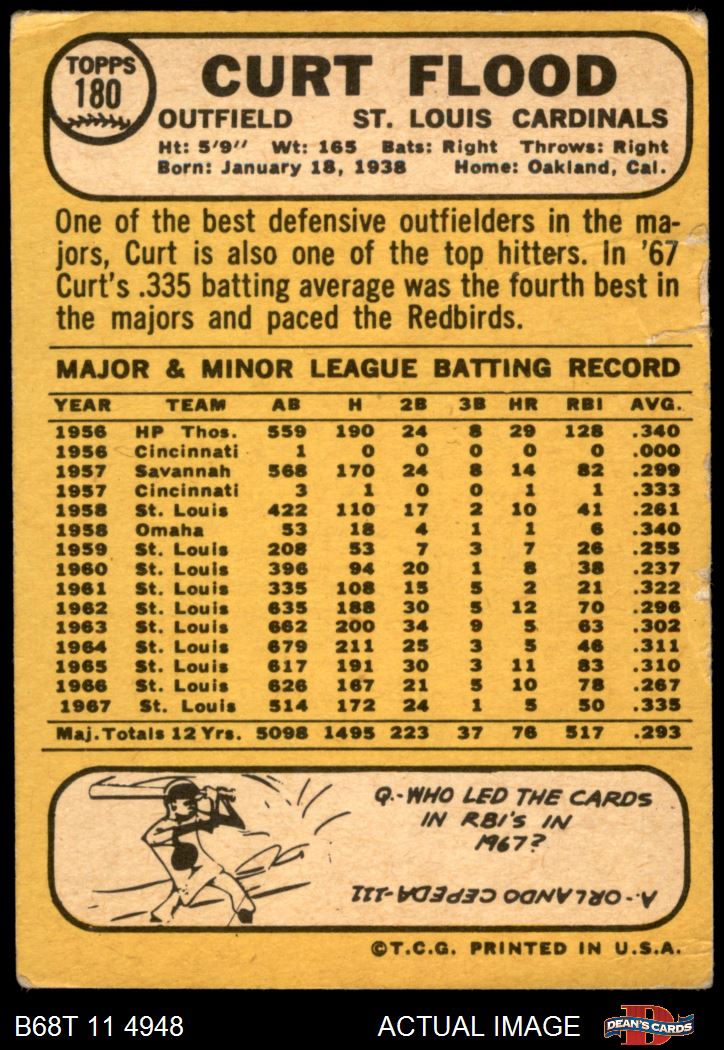 TOPPS
180
CURT FLOOD
OUTFIELD ST. LOUIS CARDINALS
Ht: 5'9" Wt: 165 Bats: Right Throws: Right
Born: January 18, 1938 Home: Oakland, Cal.
One of the best defensive outfielders in the ma-
jors, Curt is also one of the top hitters. In '67
Curt's .335 batting average was the fourth best in
the majors and paced the Redbirds.
MAJOR & MINOR LEAGUE BATTING RECORD
YEAR TEAM AB H 2B 3B HR RBI AVG.
1956 HP Thos. 559 190 24 8 29 128 .340
1956 Cincinnati 1 0 0 0 0 0 .000
1957 Savannah 568 170 24 8 14 82 .299
1957 Cincinnati 3 1 0 0 1 1 .333
1958 St. Louis 422 110 17 2 10 41 .261
1958 Omaha 53 18 4 1 1 6 .340
1959 St. Louis 208 53 7 3 7 26 .255
1960 St. Louis 396 94 20 1 8 38 .237
1961 St. Louis 335 108 15 5 2 21 .322
1962 St. Louis 635 188 30 5 12 70 .296
1963 St. Louis 662 200 34 9 5 63 .302
1964 St. Louis 679 211 25 3 5 46 .311
1965 St. Louis 617 191 30 3 11 83 .310
1966 St. Louis 626 167 21 5 10 78 .267
1967 St. Louis 514 172 24 1 5 50 .335
Maj. Totals 12 Yrs. 5098 1495 223 37 76 517 .293
Q.-WHO LED THE CARDS
IN RBI'S IN
1967?
A.-ORLANDO CEPEDA-111
©T.C.G. PRINTED IN U.S.A.
B68T 11 4948 ACTUAL IMAGE DEAN'S CARDS